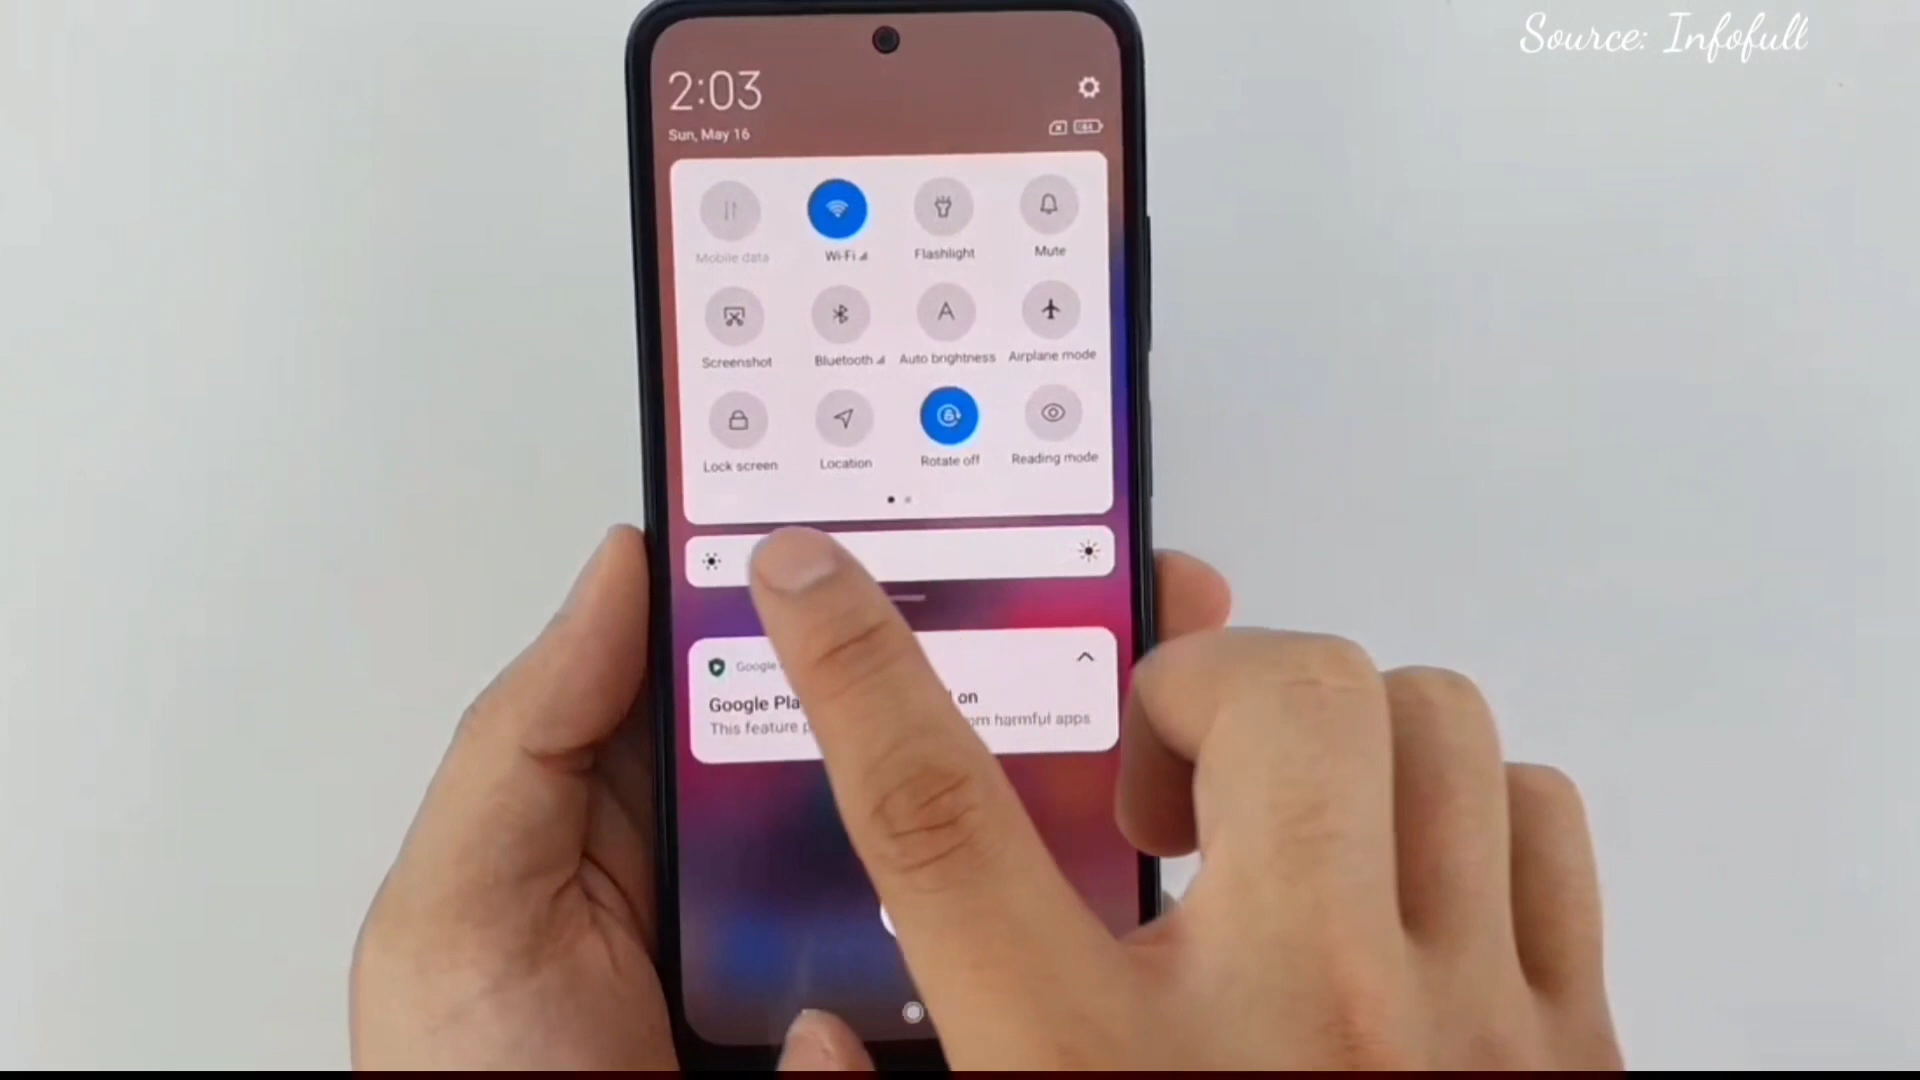 Source: Infofull
2:03
Sun, May 16
Mobile data
Wi-Fi
Flashlight
Mute
Screenshot
Bluetooth
Auto brightness
Airplane mode
Lock screen
Location
Rotate off
Reading mode
Google
Google on
This feature harmful apps